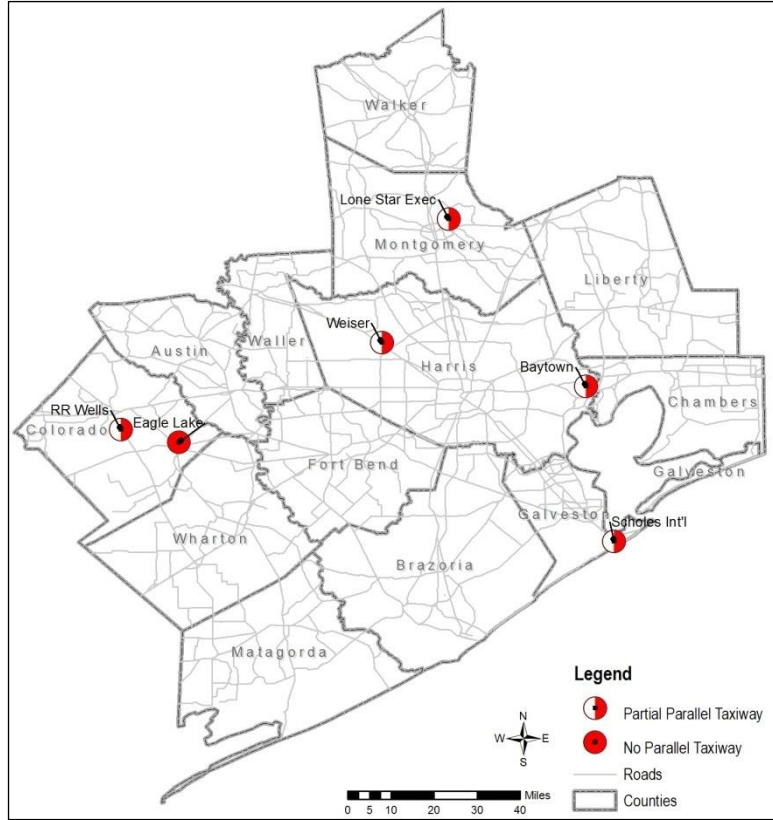 Walker
Lone Star Exec
Montgomery
Liberty
Weiser
Waller
Austin
Harris
Baytown
Chambers
RR Wells
Eagle Lake
Colorado
Fort Bend
Galveston
Galveston
Scholes Int'l
Wharton
Brazoria
Matagorda
Legend
Partial Parallel Taxiway
No Parallel Taxiway
Roads
Counties
N
W E
S
Miles
0 5 10 20 30 40